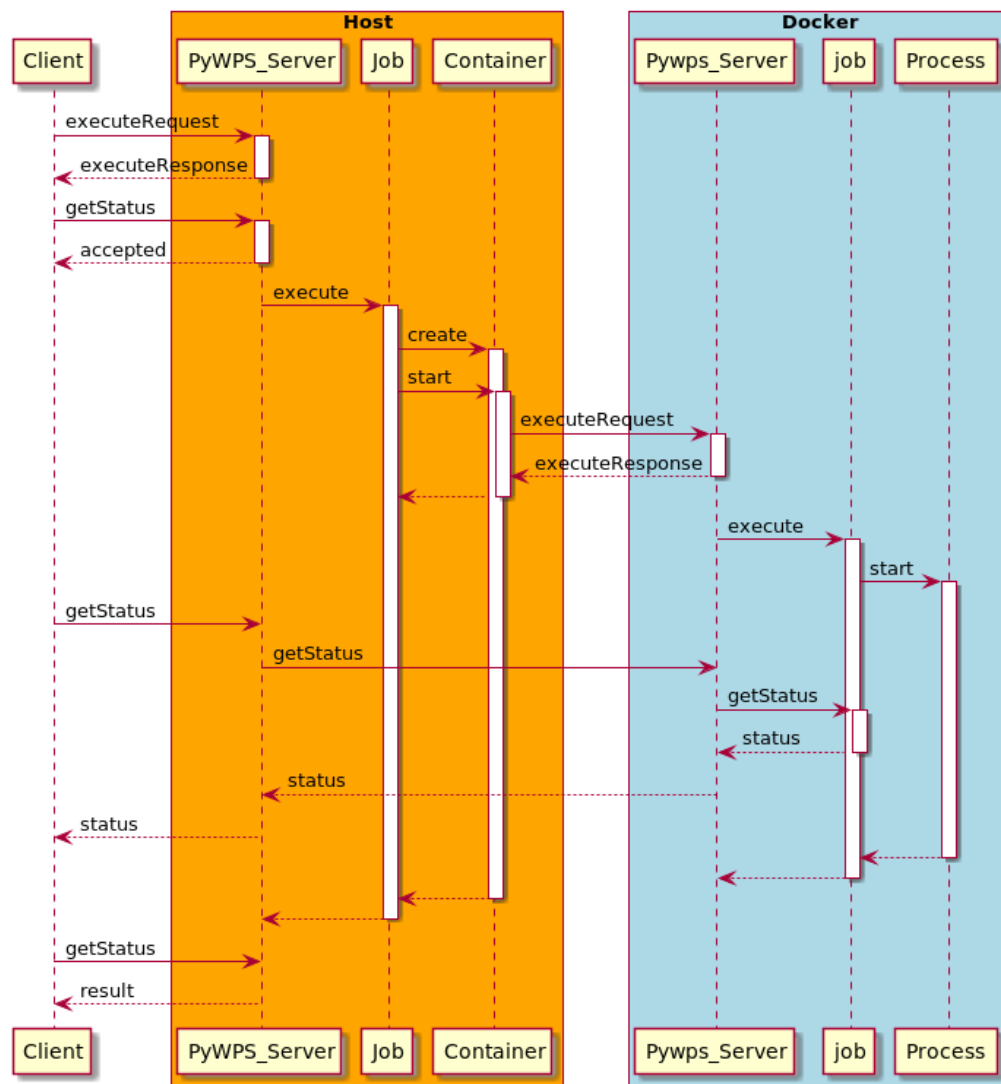 Host
Docker
Client
PyWPS_Server
Job
Container
Pywps_Server
job
Process
executeRequest
executeResponse
getStatus
accepted
execute
create
start
executeRequest
executeResponse
execute
start
getStatus
getStatus
getStatus
status
status
status
getStatus
result
Client
PyWPS_Server
Job
Container
Pywps_Server
job
Process